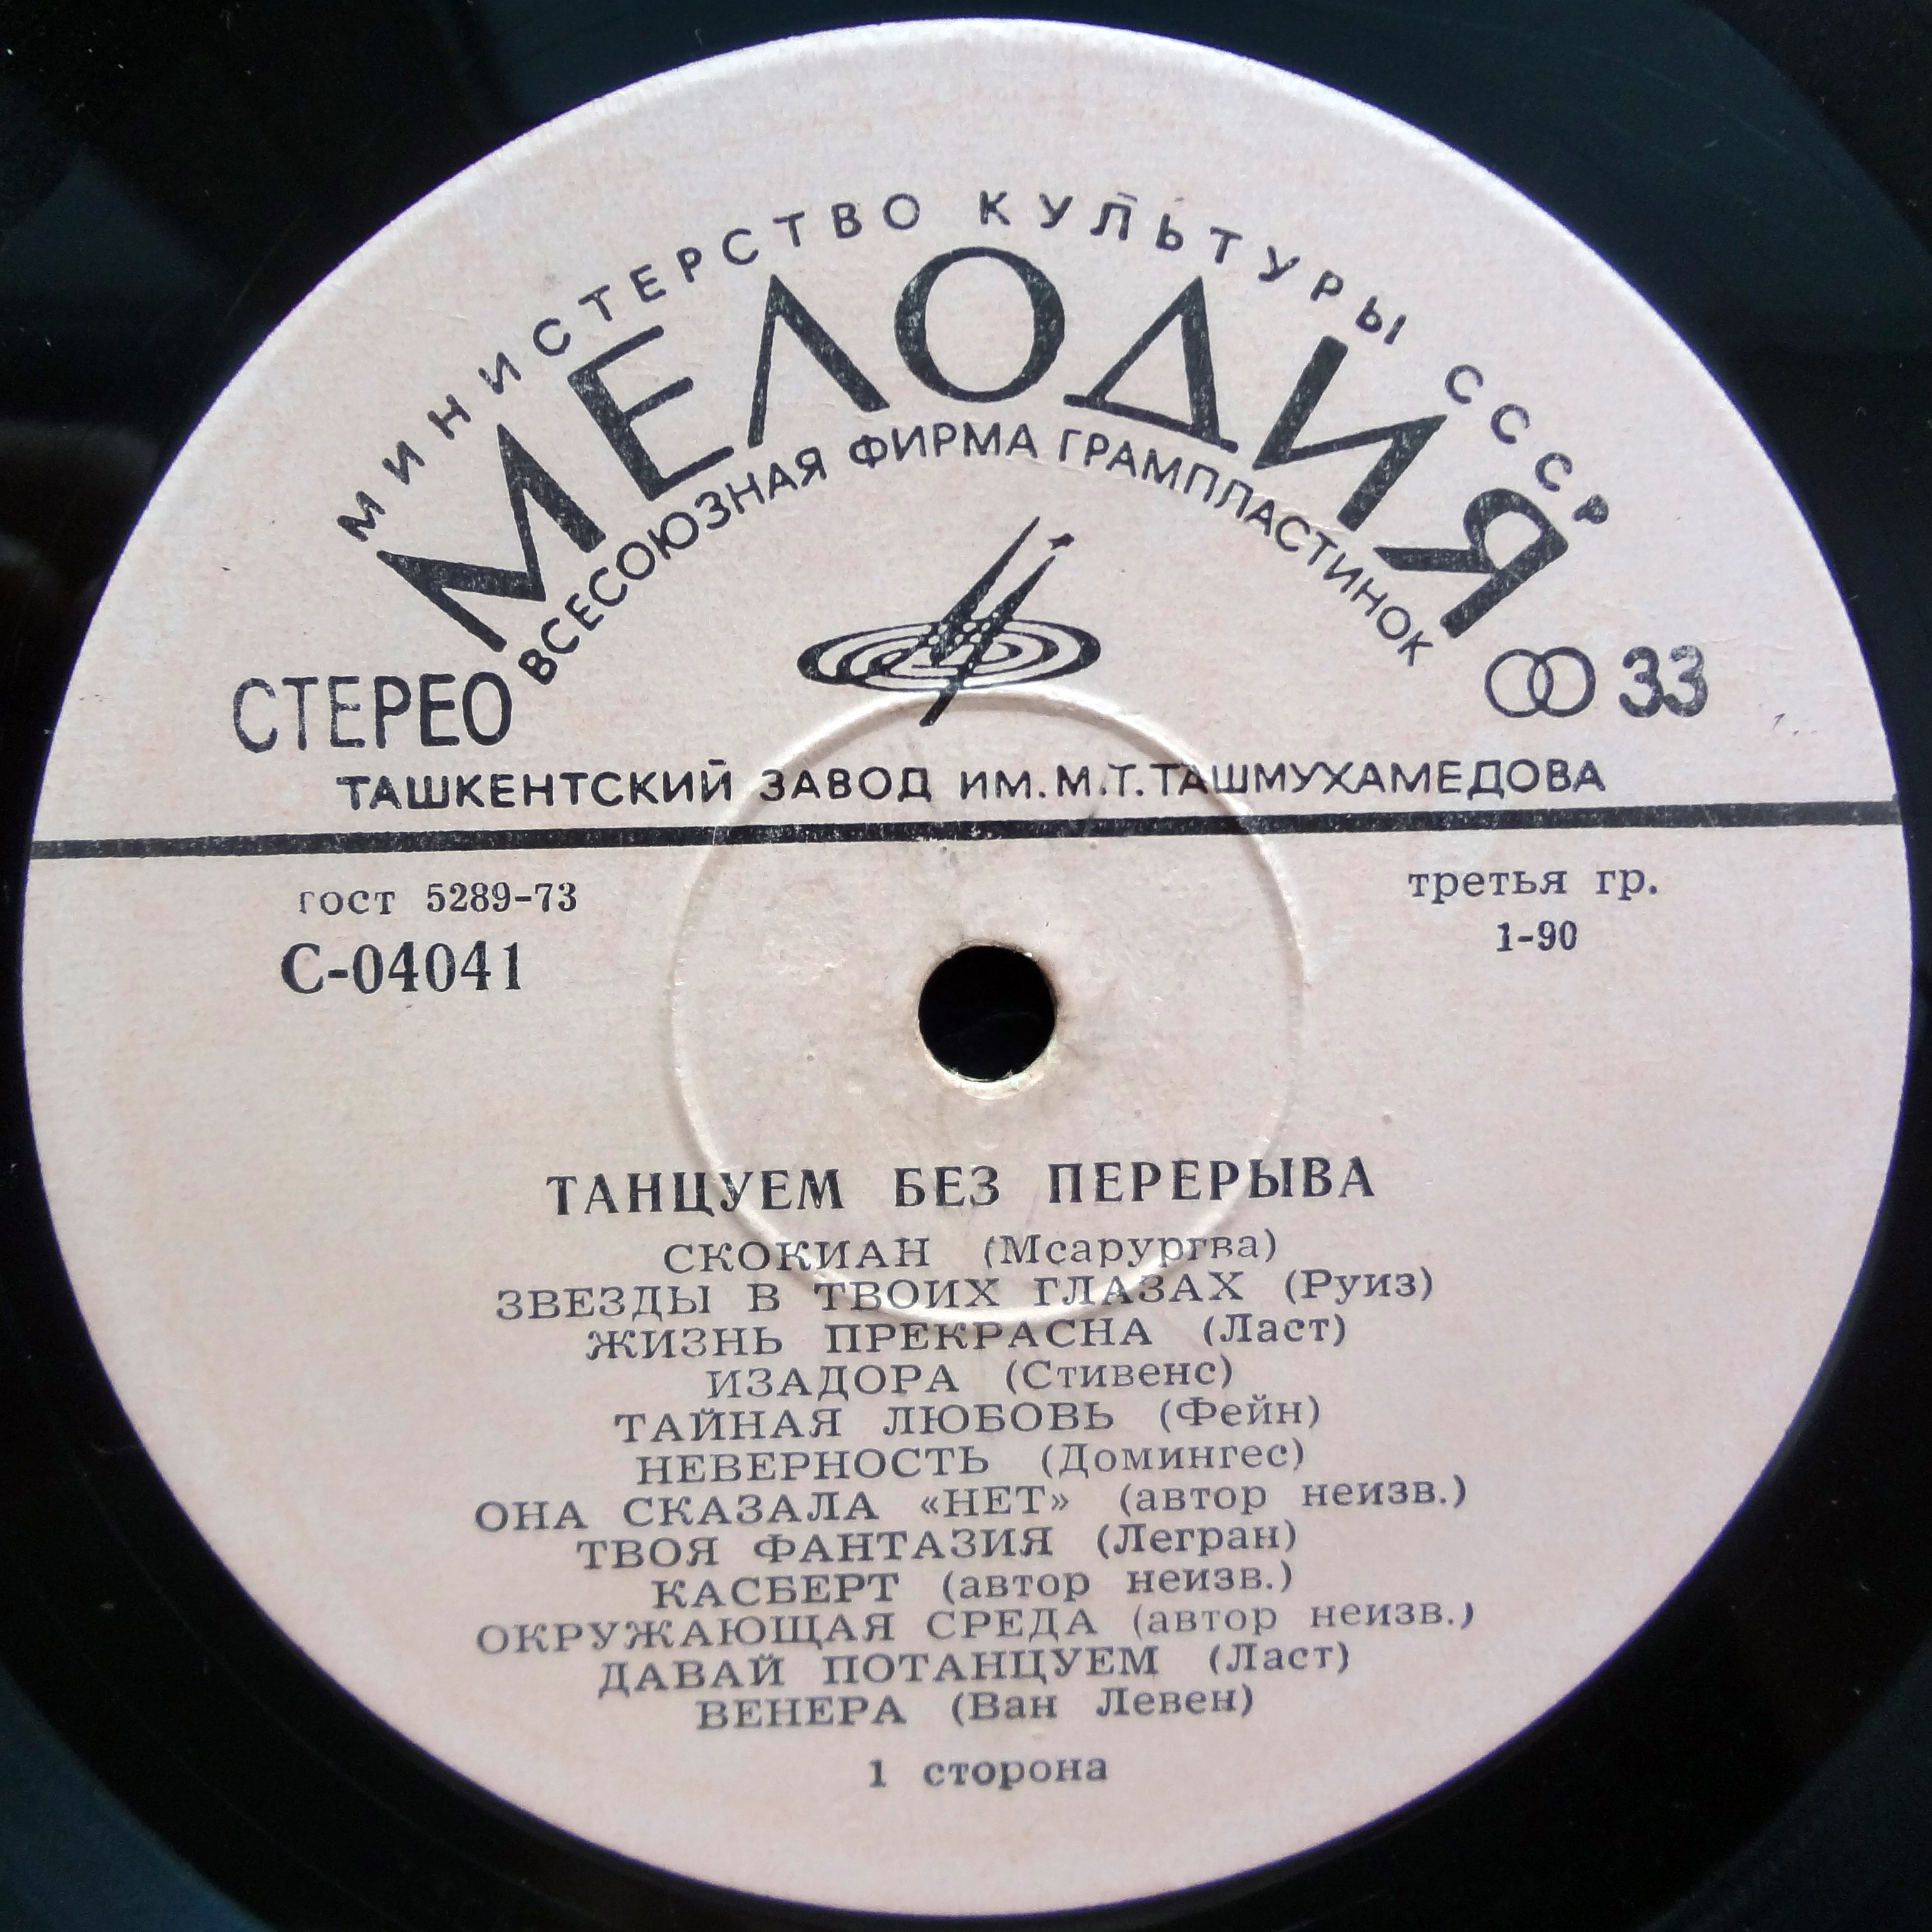 МИНИСТЕРСТВО КУЛЬТУРЫ СССР
МЕЛОДИЯ
ВСЕСОЮЗНАЯ ФИРМА ГРАМПЛАСТИНОК
СТЕРЕО
33
ТАШКЕНТСКИЙ ЗАВОД ИМ. М.Т. ТАШМУХАМЕДОВА
гост 5289-73
третья гр.
С-04041
1-90
ТАНЦУЕМ БЕЗ ПЕРЕРЫВА
СКОКИАН (Мсарургва)
ЗВЕЗДЫ В ТВОИХ ГЛАЗАХ (Руиз)
ЖИЗНЬ ПРЕКРАСНА (Ласт)
ИЗАДОРА (Стивенс)
ТАЙНАЯ ЛЮБОВЬ (Фейн)
НЕВЕРНОСТЬ (Домингес)
ОНА СКАЗАЛА «НЕТ» (автор неизв.)
ТВОЯ ФАНТАЗИЯ (Легран)
КАСБЕРТ (автор неизв.)
ОКРУЖАЮЩАЯ СРЕДА (автор неизв.)
ДАВАЙ ПОТАНЦУЕМ (Ласт)
ВЕНЕРА (Ван Левен)
1 сторона